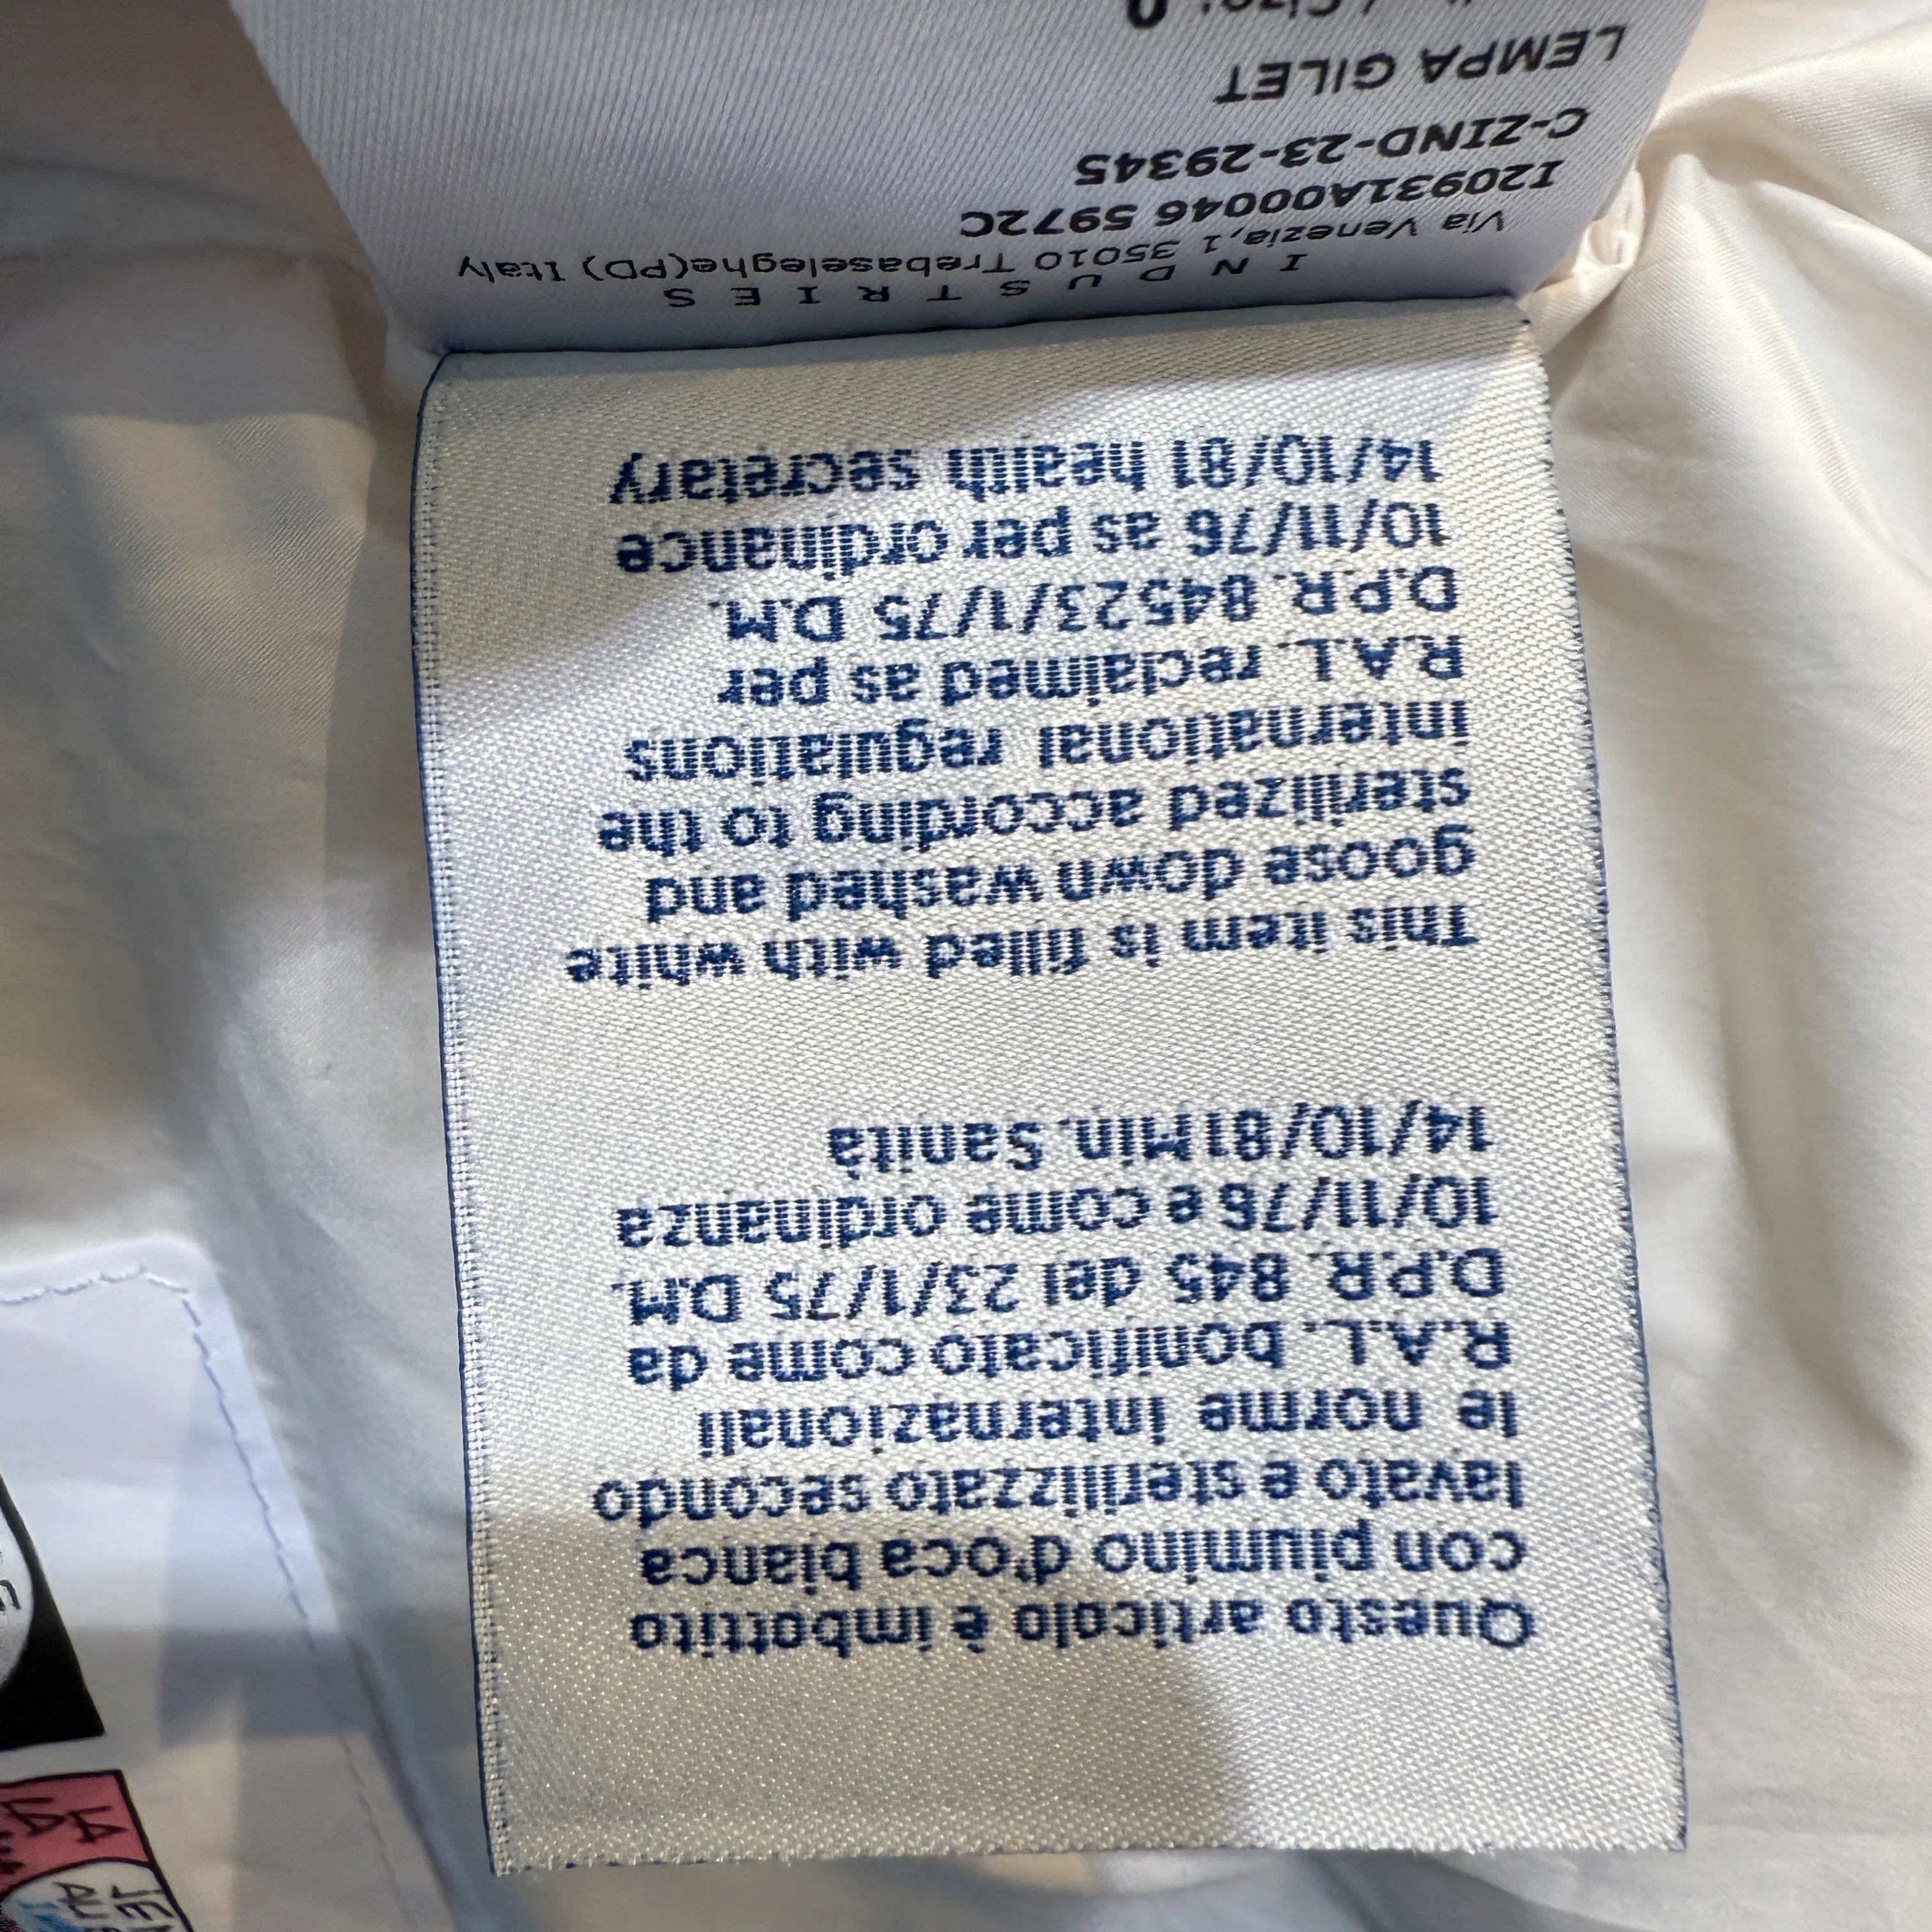 Questo articolo è imbottito
con piumino d'oca bianca
lavato e sterilizzato secondo
le norme internazionali
R.A.L. bonificato come da
D.P.R. 845 del 23/1/75 D.M.
10/11/76 e come ordinanza
14/10/81 Min. Sanità
This item is filled with white
goose down washed and
sterilized according to the
international regulations
R.A.L. reclaimed as per
D.P.R. 84523/1/75 D.M.
10/11/76 as per ordinance
14/10/81 health secretary
INDUSTRIES
Via Venezia,1 35010 Trebaseleghe(PD) Italy
I20931A00046 5972C
C-ZIND-23-29345
LEMPA GILET
/ Size: 0